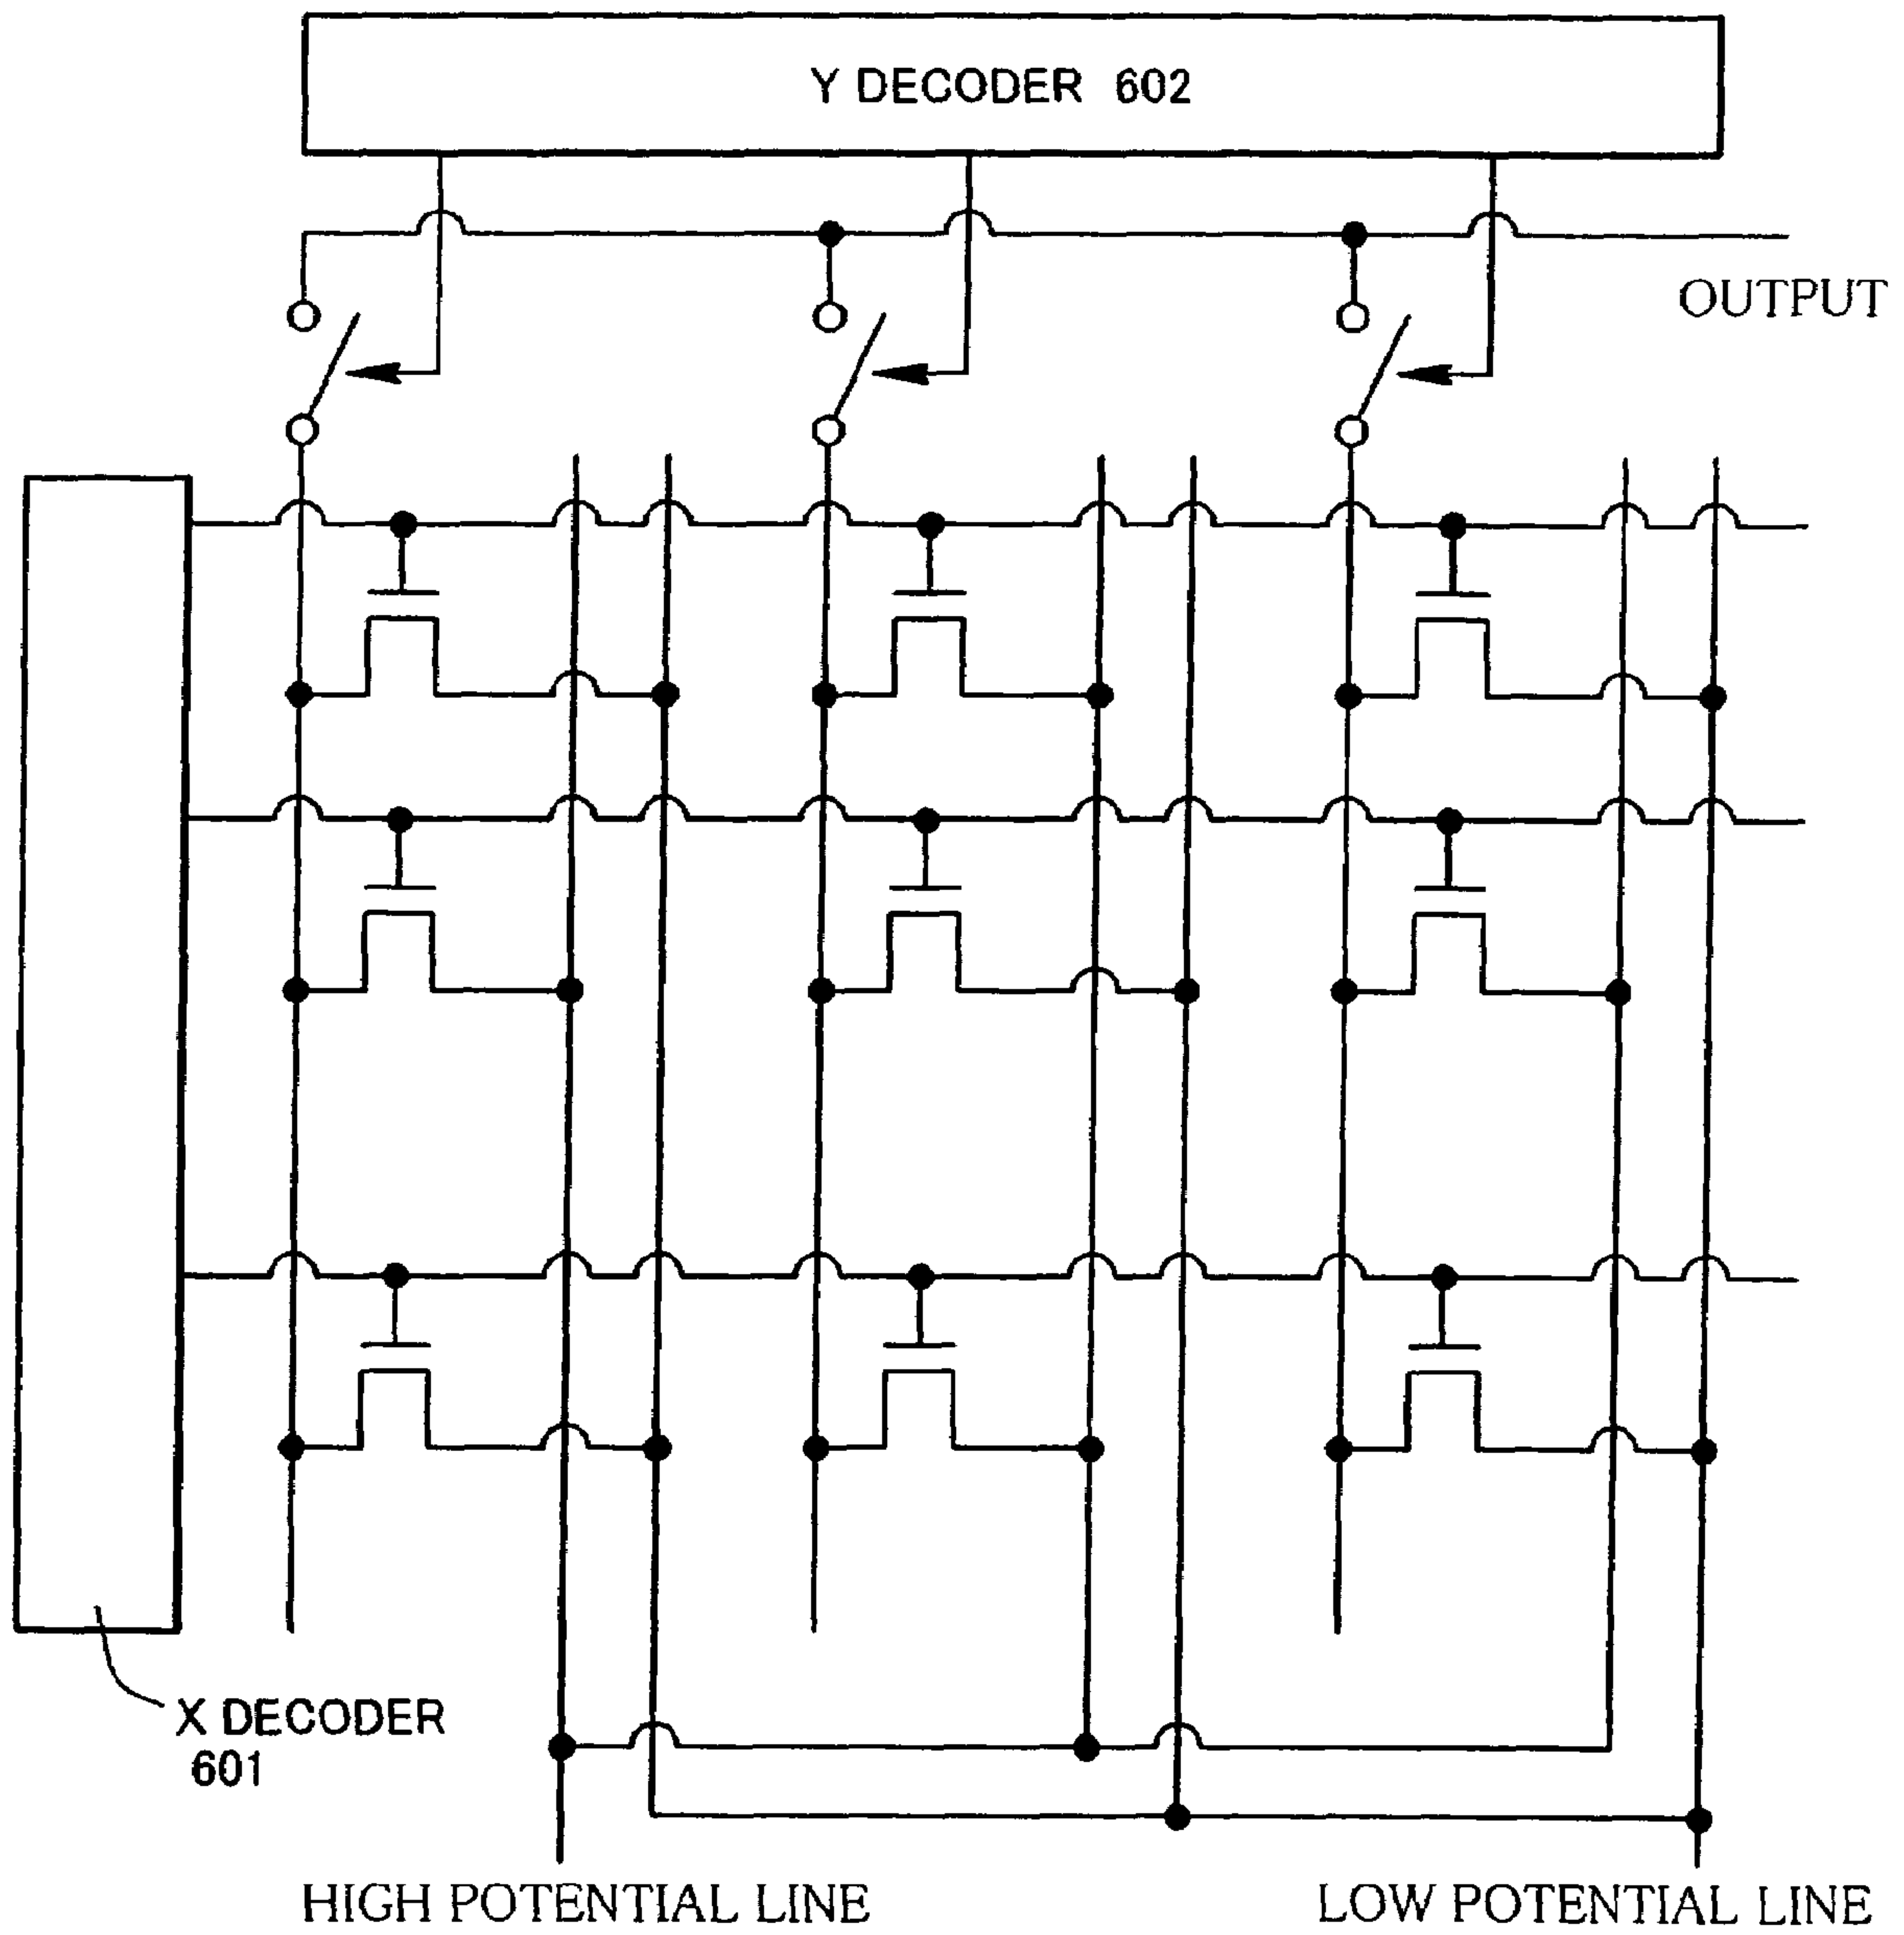 Y DECODER 602
OUTPUT
X DECODER
601
HIGH POTENTIAL LINE
LOW POTENTIAL LINE